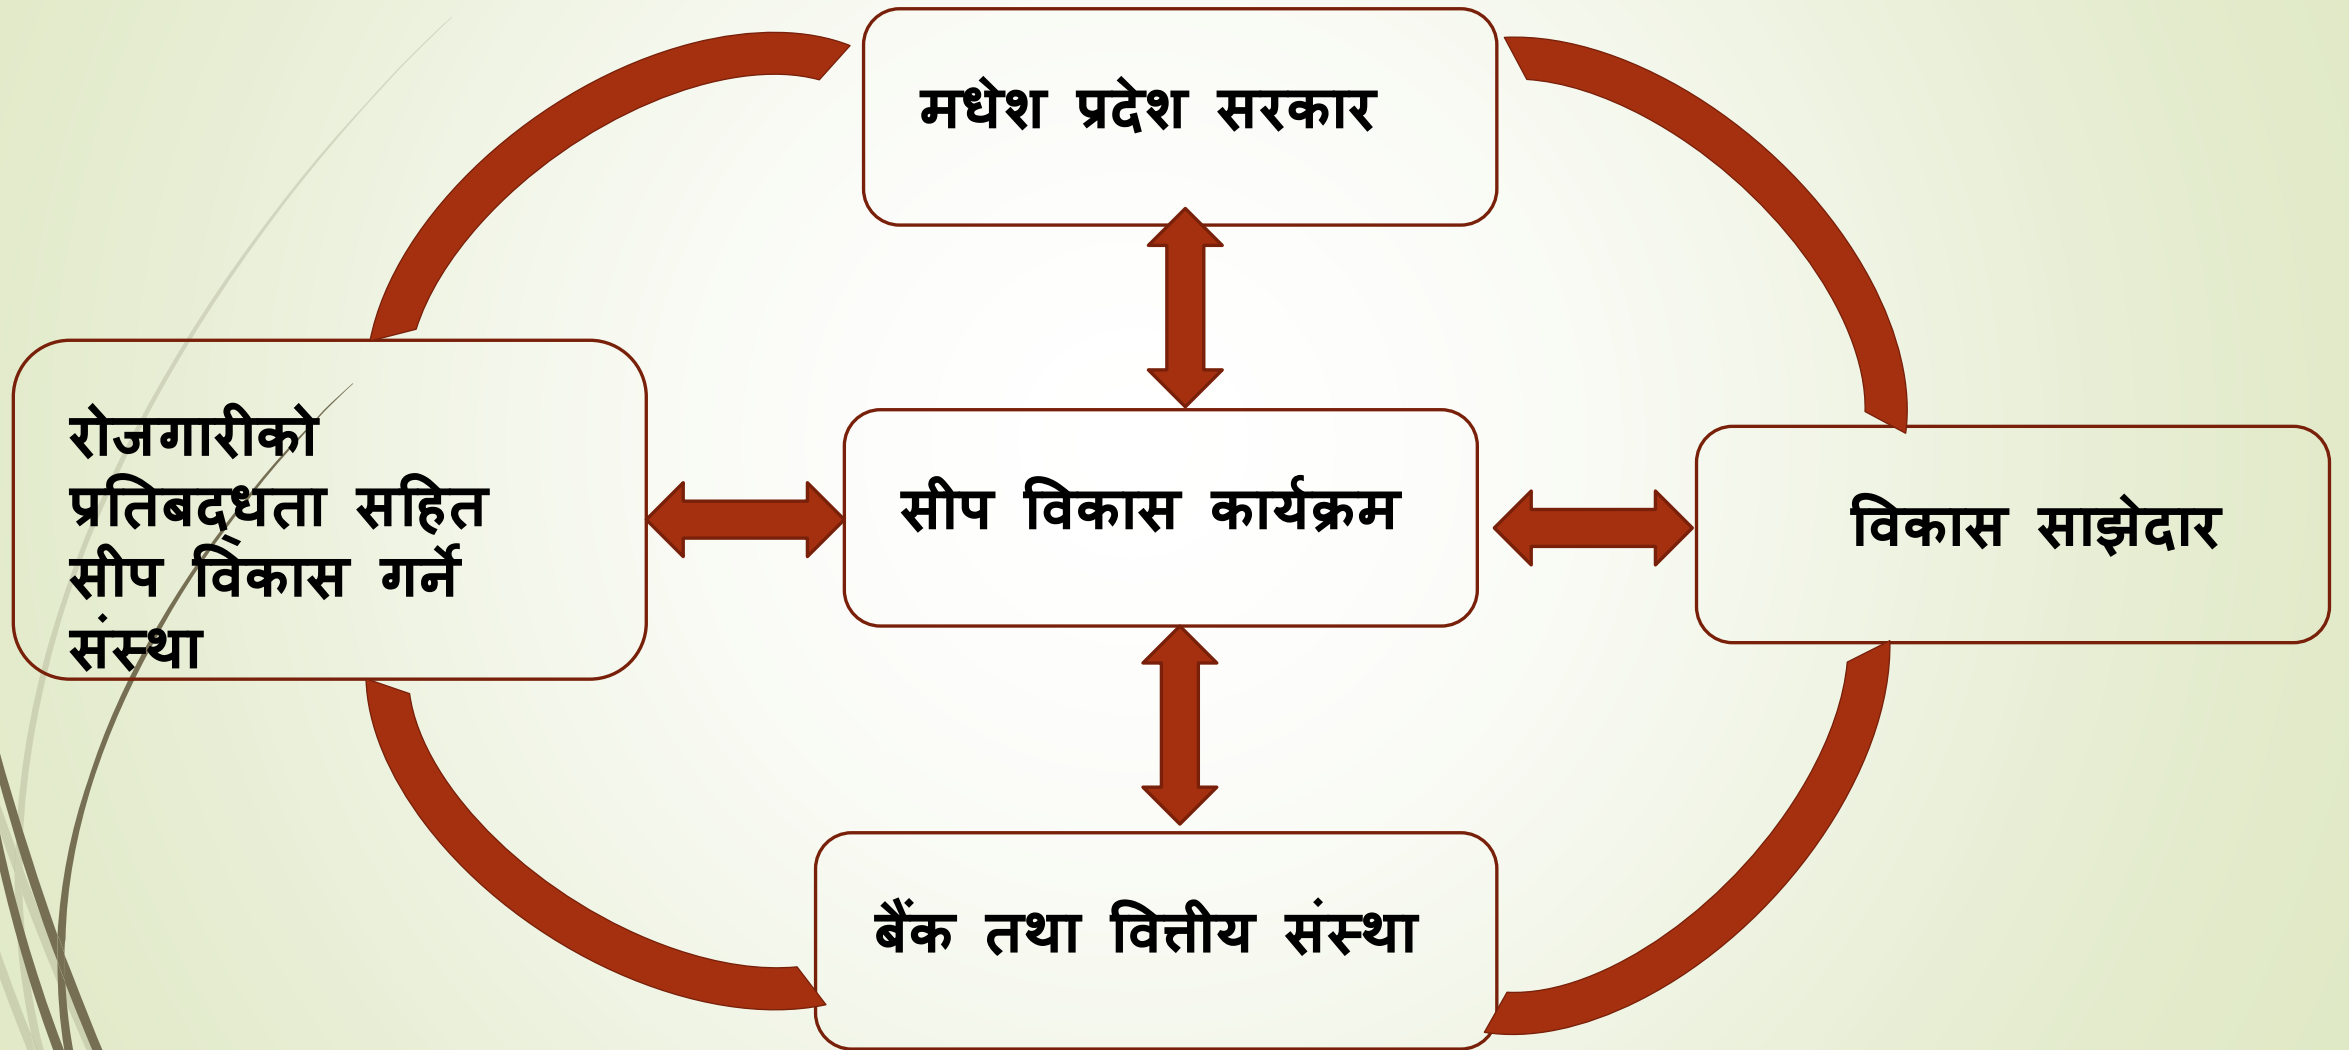 मधेश प्रदेश सरकार
रोजगारीको
प्रतिबद्धता सहित
सीप विकास गर्ने
संस्था
सीप विकास कार्यक्रम
विकास साझेदार
बैंक तथा वित्तीय संस्था